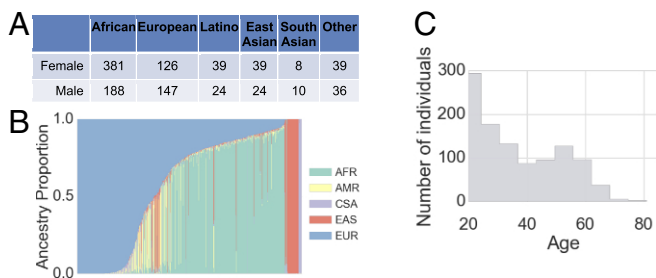 A
African European Latino East Asian South Asian Other
Female 381 126 39 39 8 39
Male 188 147 24 24 10 36
B
Ancestry Proportion
1.0
0.5
0.0
AFR
AMR
CSA
EAS
EUR
C
Number of individuals
300
200
100
0
20 40 60 80
Age